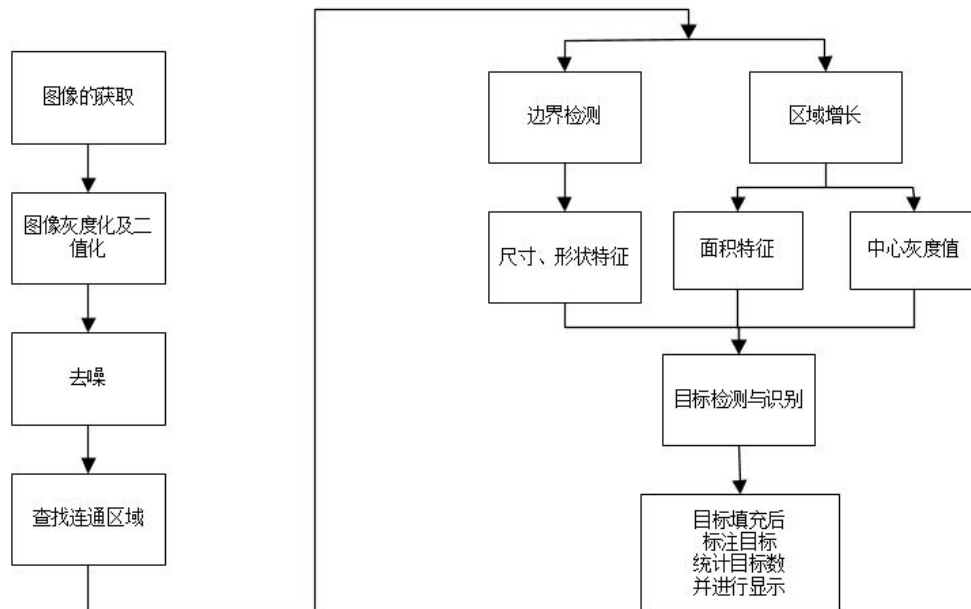 图像的获取
图像灰度化及二
值化
去噪
查找连通区域
边界检测
区域增长
尺寸、形状特征
面积特征
中心灰度值
目标检测与识别
目标填充后
标注目标
统计目标数
并进行显示